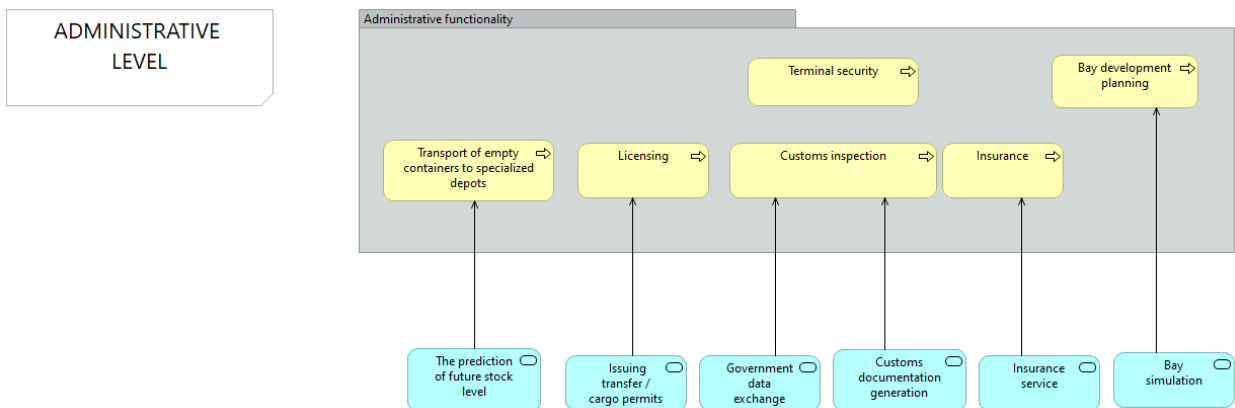 ADMINISTRATIVE
LEVEL
Administrative functionality
Terminal security
Bay development
planning
Transport of empty
containers to specialized
depots
Licensing
Customs inspection
Insurance
The prediction
of future stock
level
Issuing
transfer /
cargo permits
Government
data
exchange
Customs
documentation
generation
Insurance
service
Bay
simulation